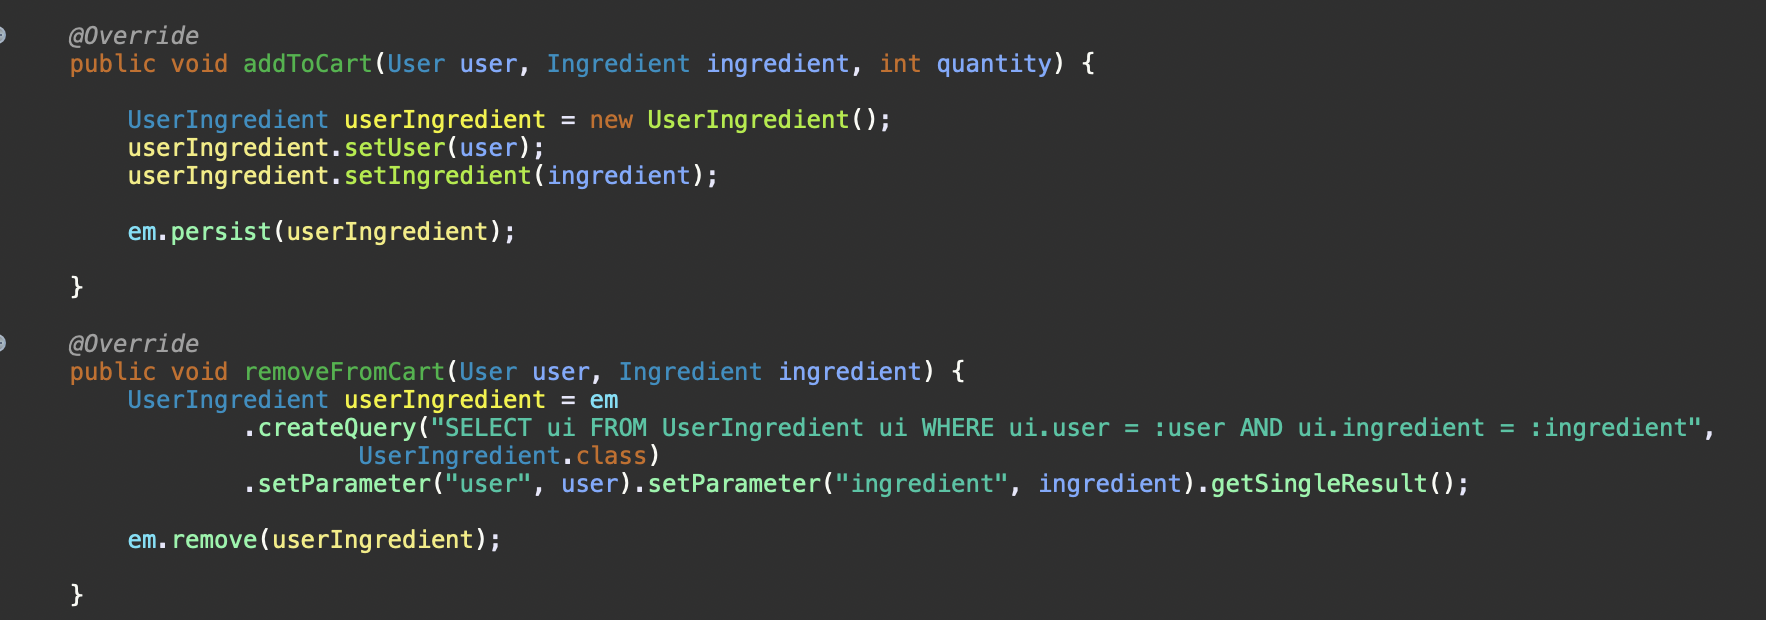 @Override
public void addToCart(User user, Ingredient ingredient, int quantity) {
UserIngredient userIngredient = new UserIngredient();
userIngredient.setUser(user);
userIngredient.setIngredient(ingredient);
em.persist(userIngredient);
}
@Override
public void removeFromCart(User user, Ingredient ingredient) {
UserIngredient userIngredient = em
.createQuery("SELECT ui FROM UserIngredient ui WHERE ui.user = :user AND ui.ingredient = :ingredient",
UserIngredient.class)
.setParameter("user", user).setParameter("ingredient", ingredient).getSingleResult();
em.remove(userIngredient);
}